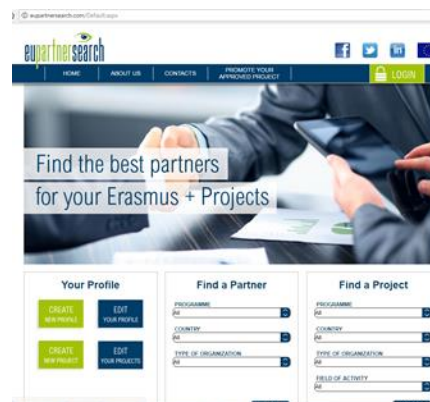 eupartnersearch.com/Default.aspx
eupartnersearch
HOME
ABOUT US
CONTACTS
PROMOTE YOUR
APPROVED PROJECT
LOGIN
Find the best partners
for your Erasmus + Projects
Your Profile
CREATE
NEW PROFILE
EDIT
YOUR PROFILE
CREATE
NEW PROJECT
EDIT
YOUR PROJECTS
Find a Partner
PROGRAMME
All
COUNTRY
All
TYPE OF ORGANIZATION
All
Find a Project
PROGRAMME
All
COUNTRY
All
TYPE OF ORGANIZATION
All
FIELD OF ACTIVITY
All